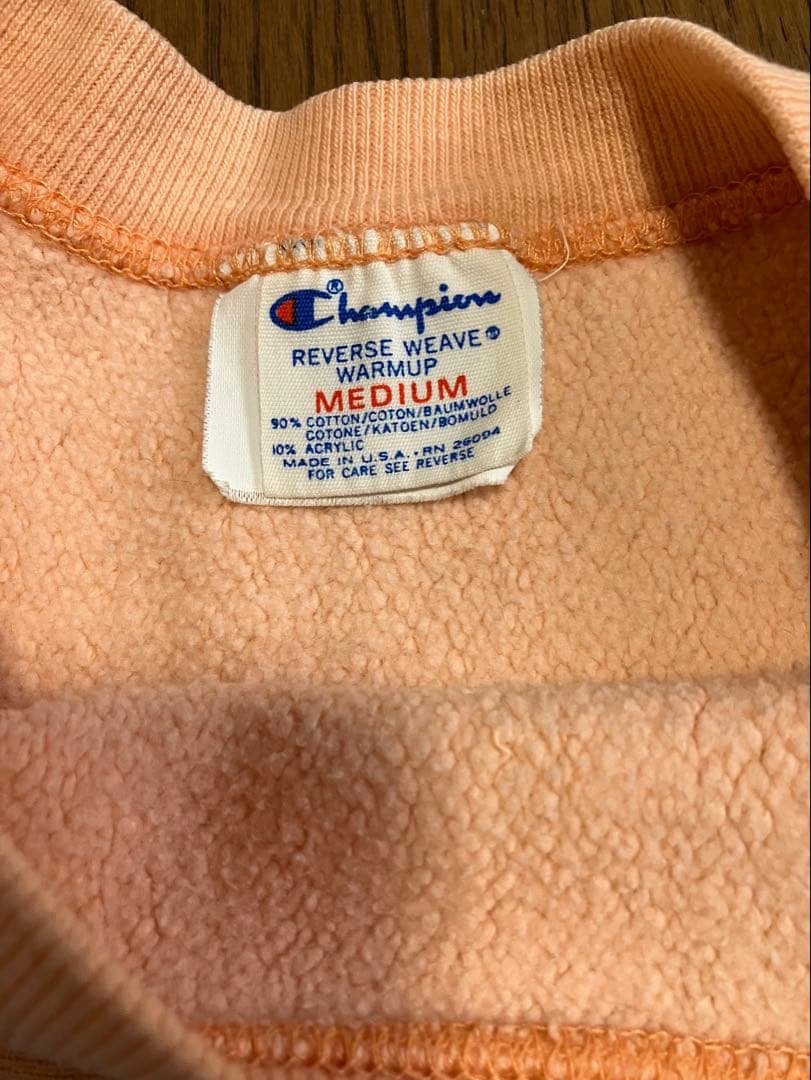 Champion®
REVERSE WEAVE®
WARMUP
MEDIUM
90% COTTON/COTON/BAUMWOLLE
COTONE/KATOEN/BOMULD
10% ACRYLIC
MADE IN U.S.A. · RN 26094
FOR CARE SEE REVERSE